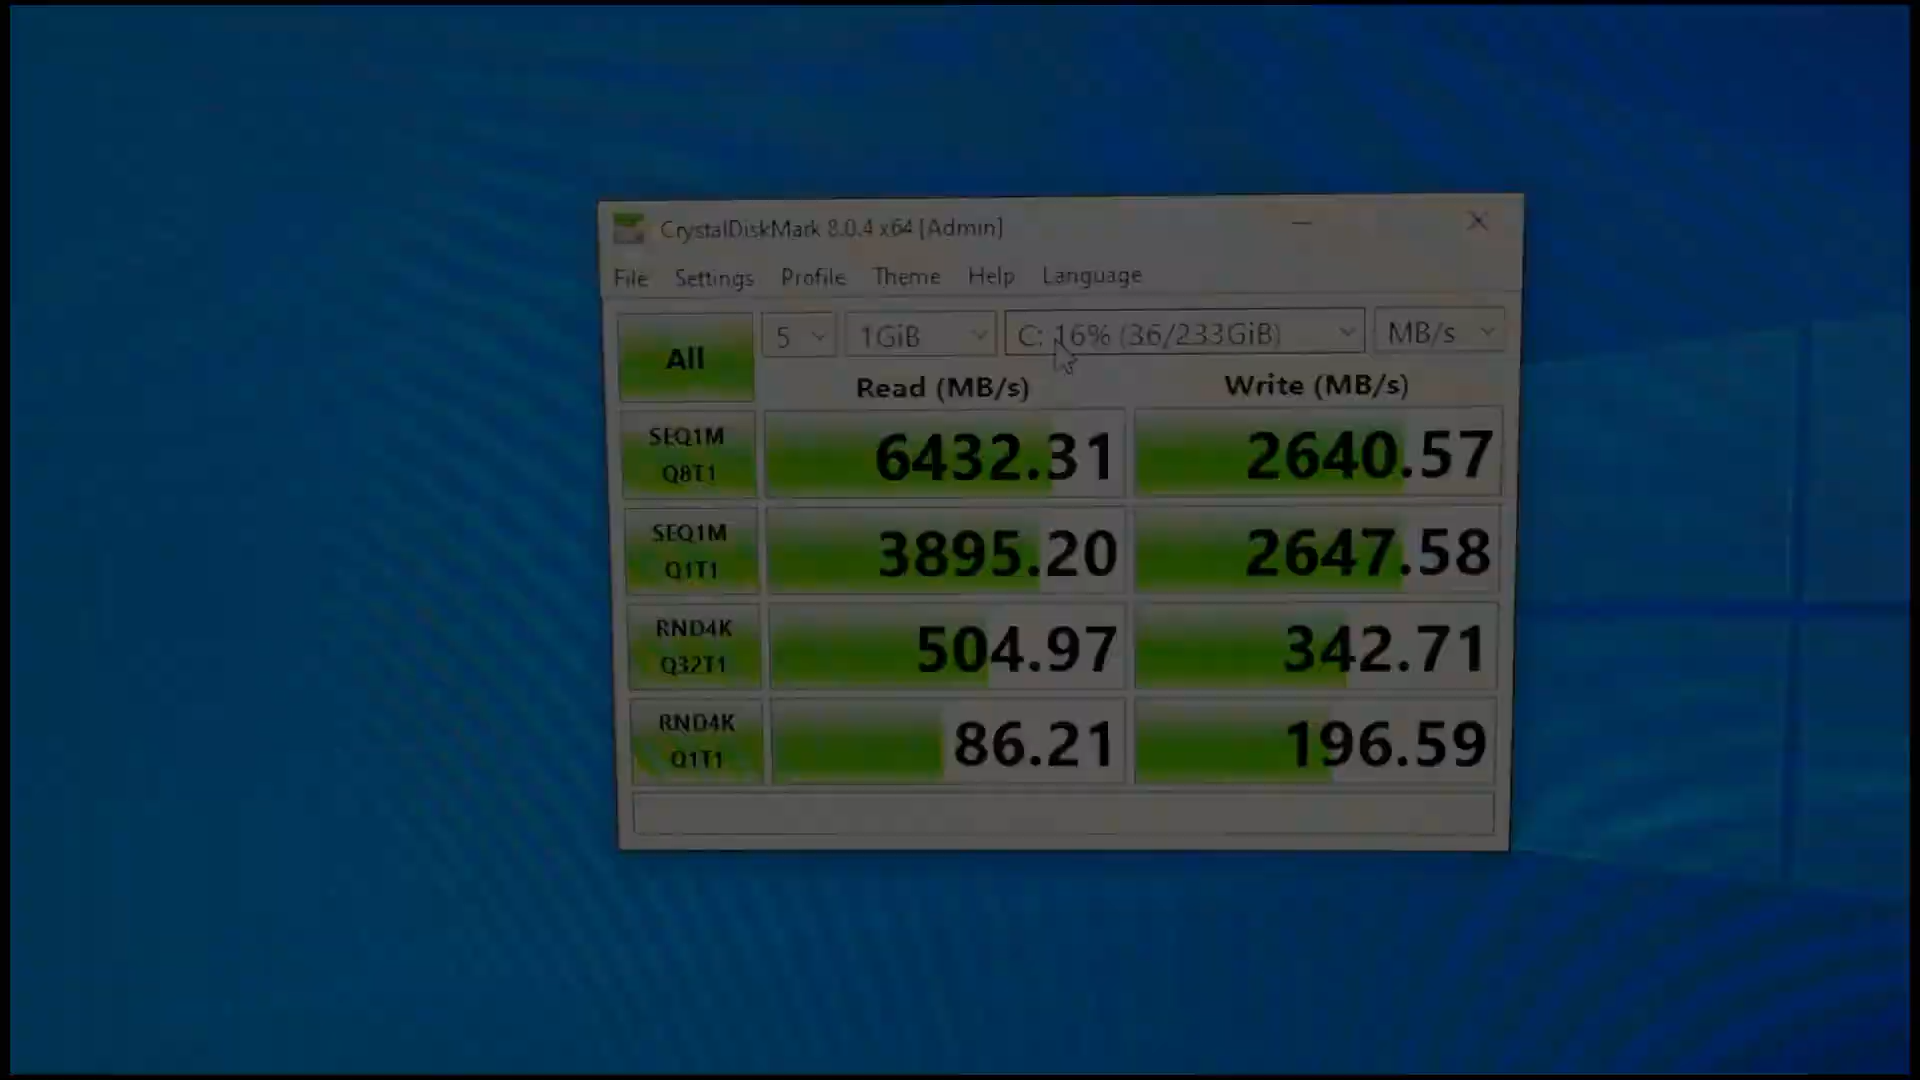 CrystalDiskMark 8.0.4 x64 [Admin]
File Settings Profile Theme Help Language
All 5 1GiB C: 16% (36/233GiB) MB/s
Read (MB/s) Write (MB/s)
SEQ1M
Q8T1 6432.31 2640.57
SEQ1M
Q1T1 3895.20 2647.58
RND4K
Q32T1 504.97 342.71
RND4K
Q1T1 86.21 196.59